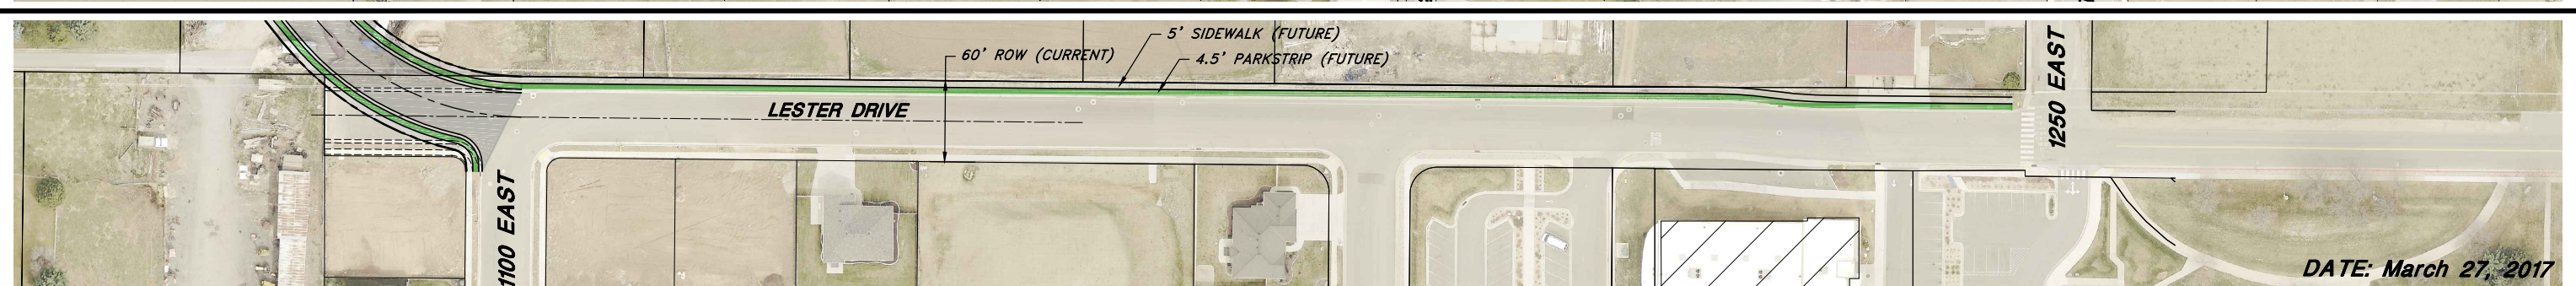 5' SIDEWALK (FUTURE)
60' ROW (CURRENT)
4.5' PARKSTRIP (FUTURE)
LESTER DRIVE
1250 EAST
1100 EAST
DATE: March 27, 2017